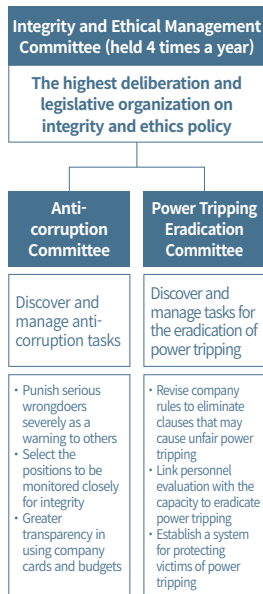 Integrity and Ethical Management
Committee (held 4 times a year)
The highest deliberation and
legislative organization on
integrity and ethics policy
Anti-
corruption
Committee
Discover and
manage anti-
corruption tasks
· Punish serious
wrongdoers
severely as a
warning to others
· Select the
positions to be
monitored closely
for integrity
· Greater
transparency in
using company
cards and budgets
Power Tripping
Eradication
Committee
Discover and
manage tasks for
the eradication of
power tripping
· Revise company
rules to eliminate
clauses that may
cause unfair power
tripping
· Link personnel
evaluation with the
capacity to eradicate
power tripping
· Establish a system
for protecting
victims of power
tripping